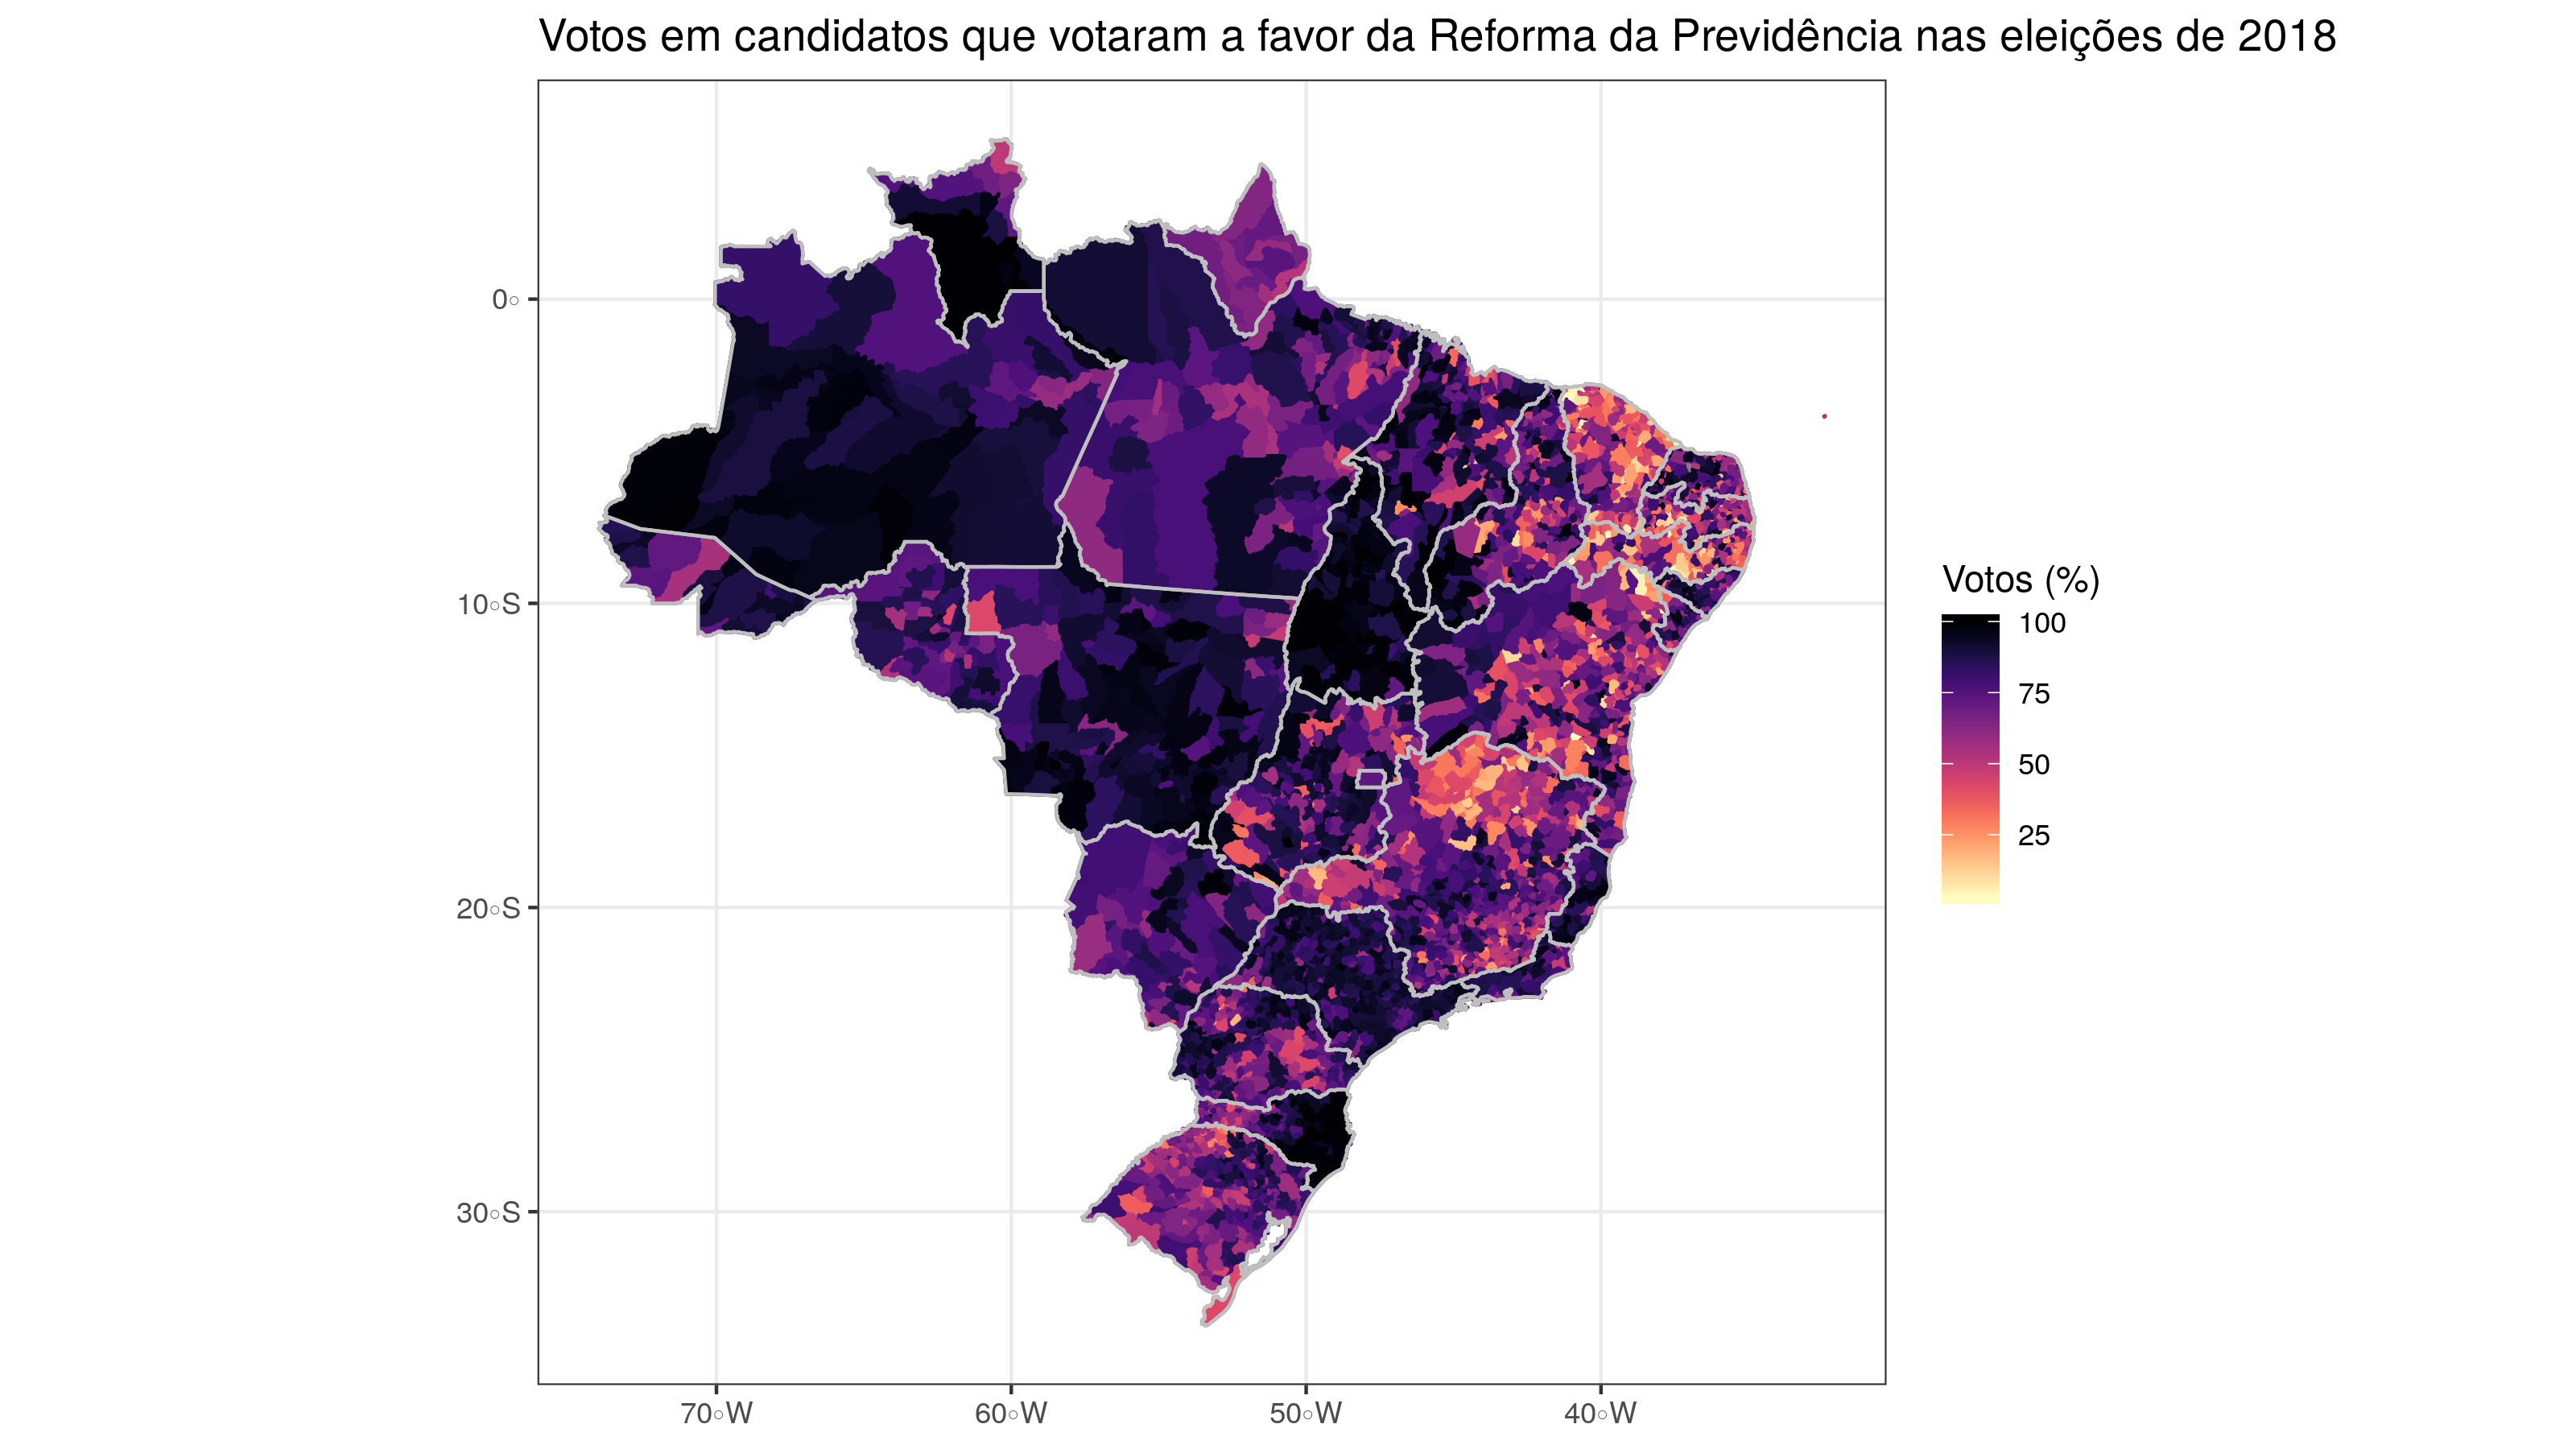 Votos em candidatos que votaram a favor da Reforma da Previdência nas eleições de 2018
0°
10°S
20°S
30°S
70°W
60°W
50°W
40°W
Votos (%)
100
75
50
25